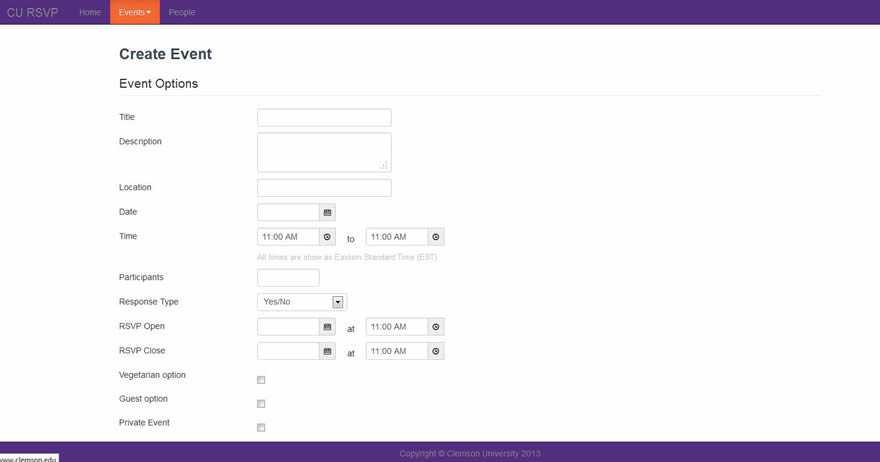 CU RSVP Home Events People
Create Event
Event Options
Title
Description
Location
Date
Time 11:00 AM to 11:00 AM
All times are show as Eastern Standard Time (EST)
Participants
Response Type Yes/No
RSVP Open at 11:00 AM
RSVP Close at 11:00 AM
Vegetarian option
Guest option
Private Event
Copyright © Clemson University 2013
www.clemson.edu